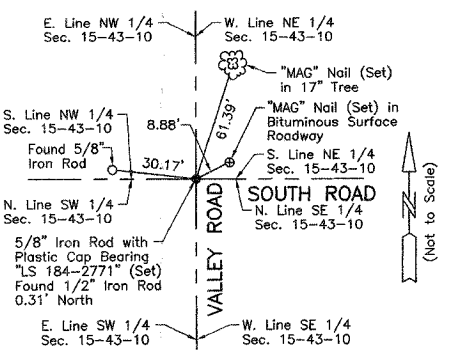 E. Line NW 1/4
Sec. 15-43-10
W. Line NE 1/4
Sec. 15-43-10
"MAG" Nail (Set)
in 17" Tree
S. Line NW 1/4
Sec. 15-43-10
8.88'
61.39'
"MAG" Nail (Set) in
Bituminous Surface
Roadway
Found 5/8"
Iron Rod
30.17'
S. Line NE 1/4
Sec. 15-43-10
SOUTH ROAD
N. Line SW 1/4
Sec. 15-43-10
N. Line SE 1/4
Sec. 15-43-10
5/8" Iron Rod with
Plastic Cap Bearing
"LS 184-2771" (Set)
Found 1/2" Iron Rod
0.31' North
VALLEY ROAD
N
(Not to Scale)
E. Line SW 1/4
Sec. 15-43-10
W. Line SE 1/4
Sec. 15-43-10